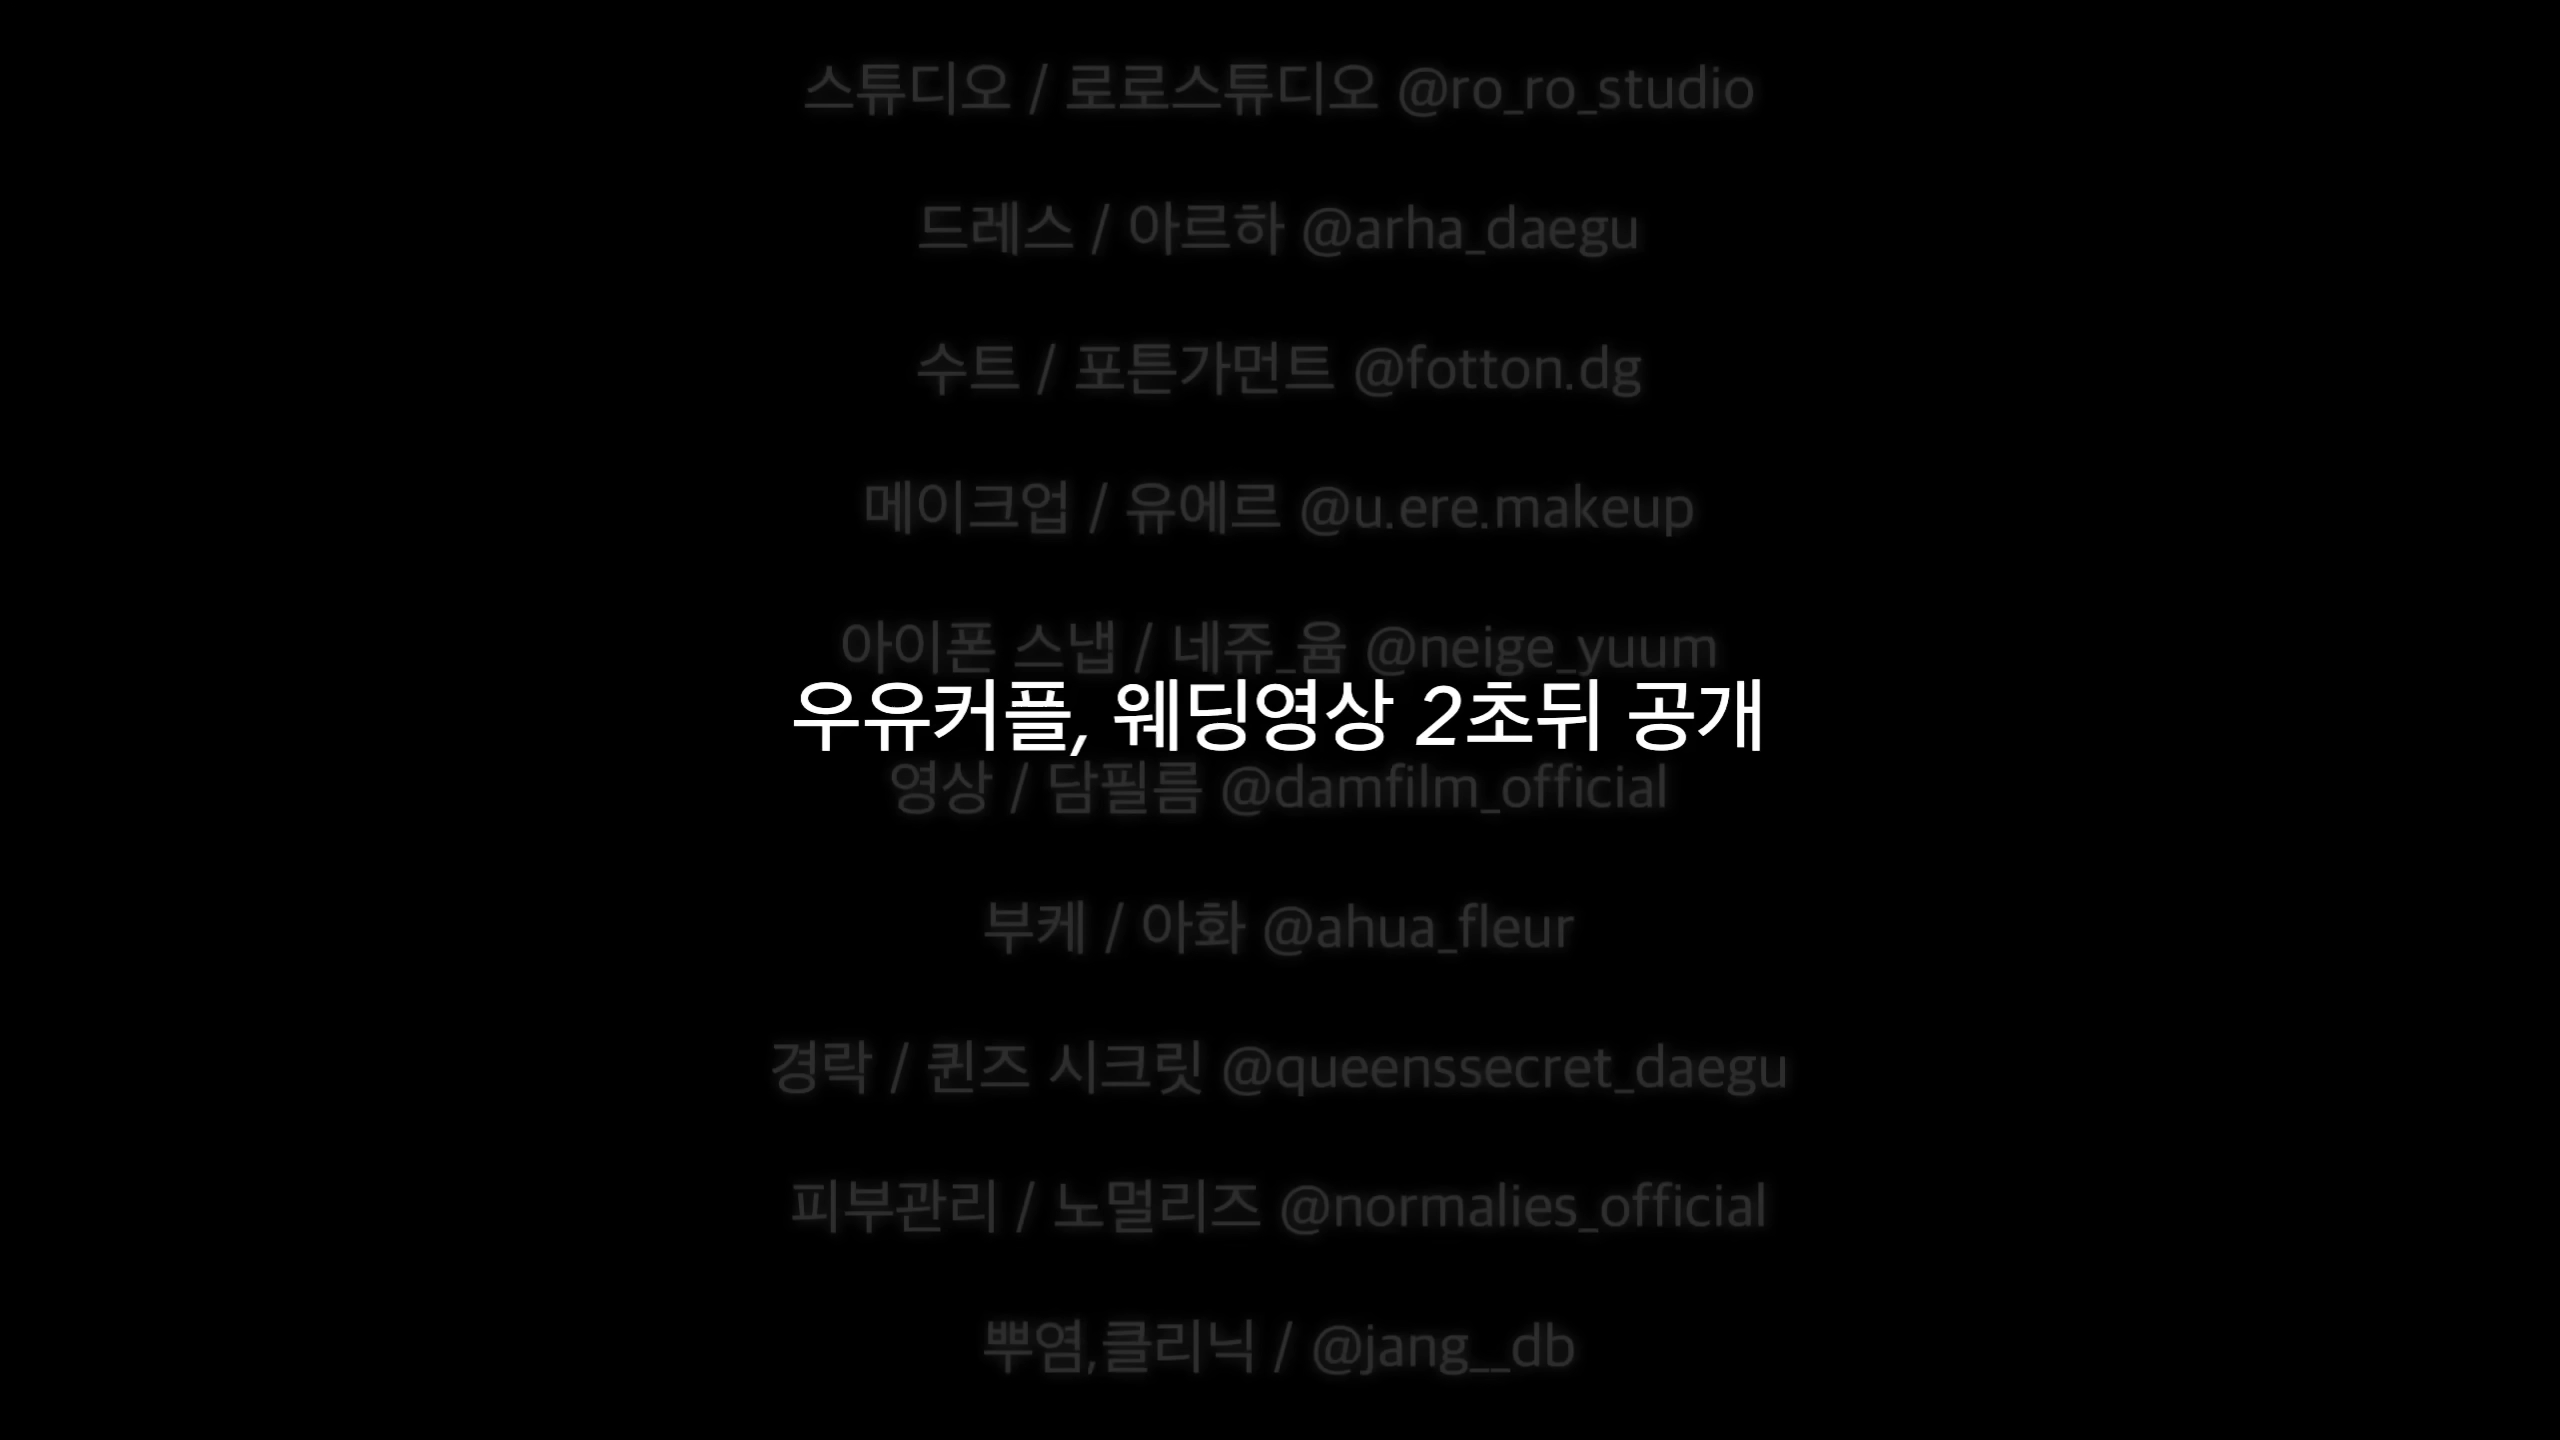 스튜디오 / 로로스튜디오 @ro_ro_studio
드레스 / 아르하 @arha_daegu
수트 / 포튼가먼트 @fotton.dg
메이크업 / 유에르 @u.ere.makeup
아이폰 스냅 / 네쥬_윰 @neige_yuum
우유커플, 웨딩영상 2초뒤 공개
영상 / 담필름 @damfilm_official
부케 / 아화 @ahua_fleur
경락 / 퀸즈 시크릿 @queenssecret_daegu
피부관리 / 노멀리즈 @normalies_official
뿌염,클리닉 / @jang__db